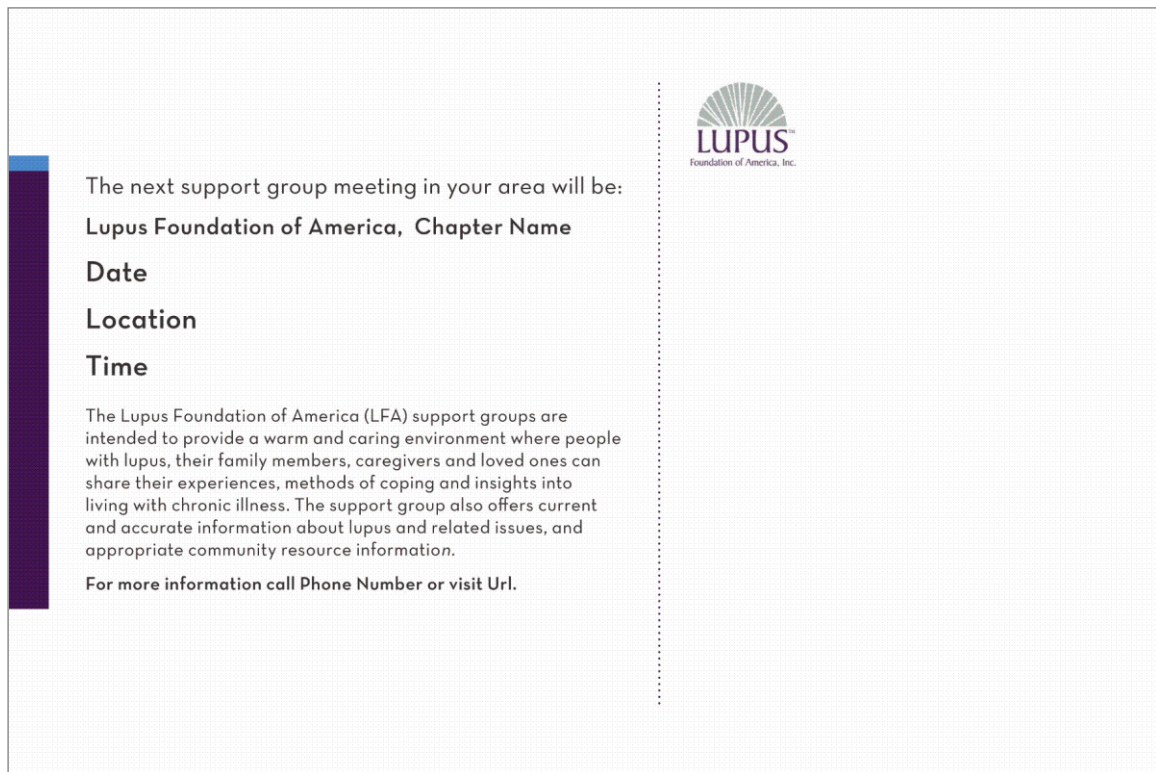 The next support group meeting in your area will be:
Lupus Foundation of America,  Chapter Name
Date
Location
Time
The Lupus Foundation of America (LFA) support groups are
intended to provide a warm and caring environment where people
with lupus, their family members, caregivers and loved ones can
share their experiences, methods of coping and insights into
living with chronic illness. The support group also offers current
and accurate information about lupus and related issues, and
appropriate community resource information.
For more information call Phone Number or visit Url.
LUPUS™
Foundation of America, Inc.